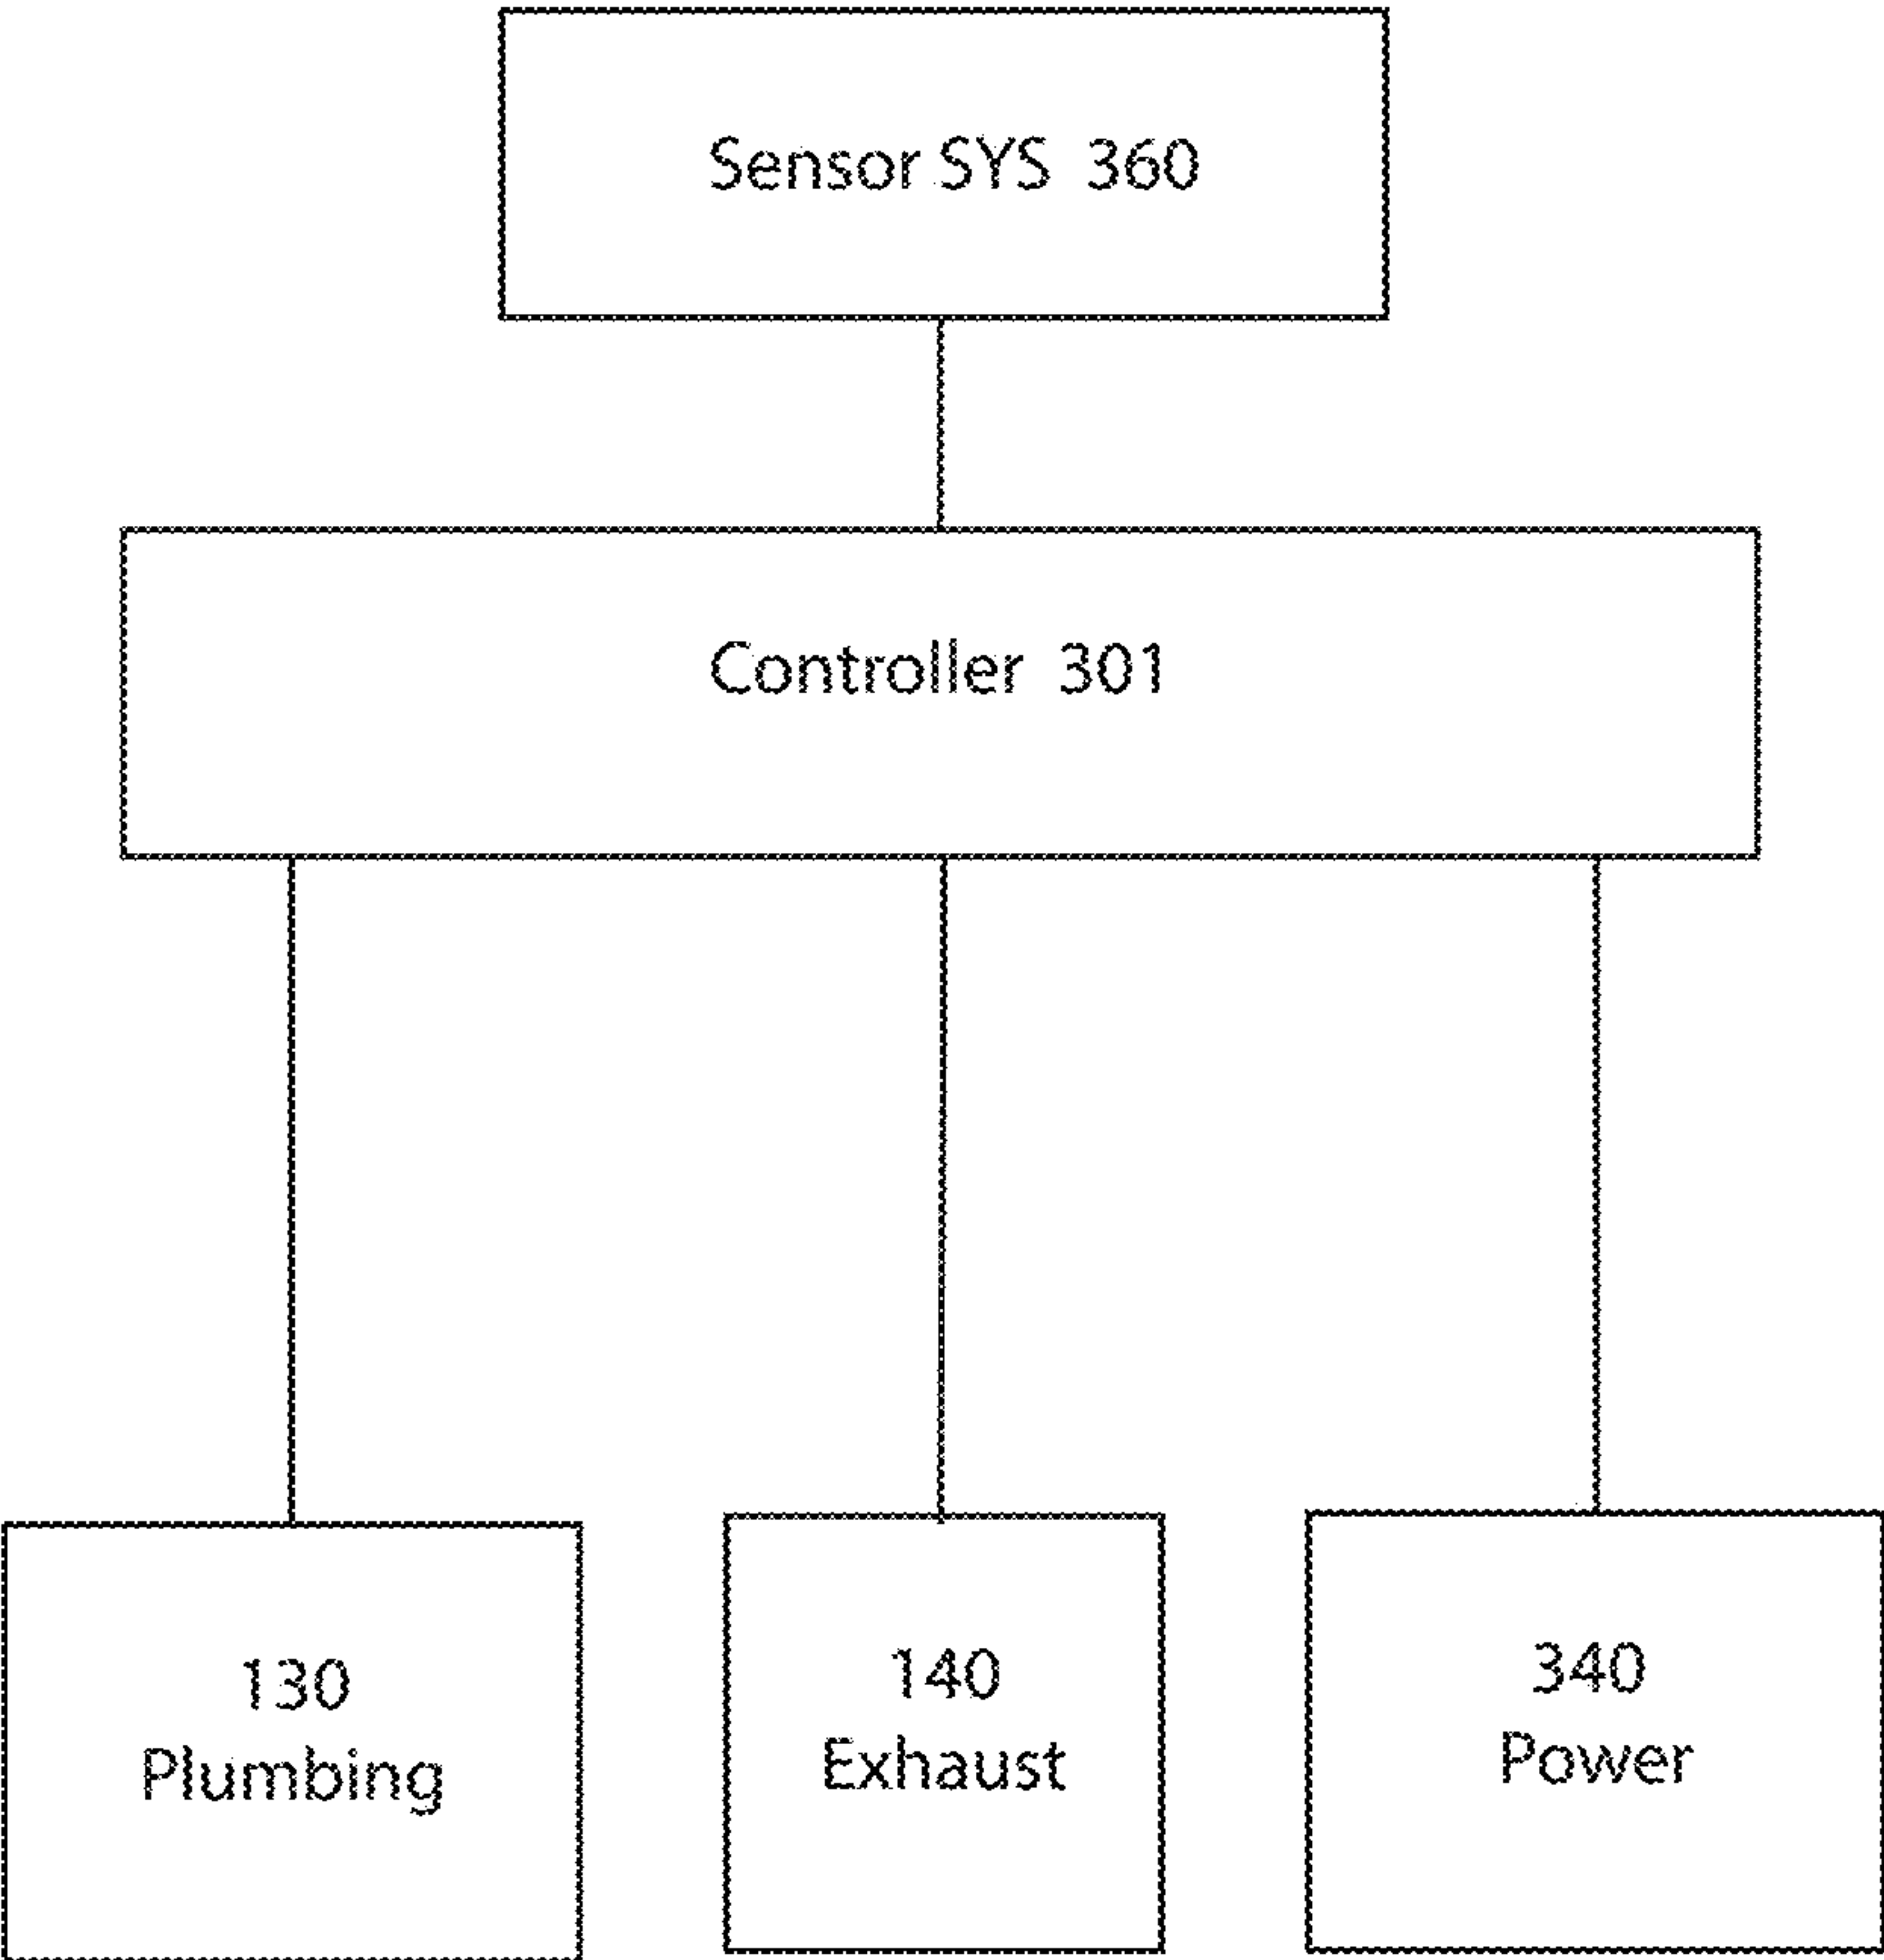 Sensor SYS 360
Controller 301
130
Plumbing
140
Exhaust
340
Power